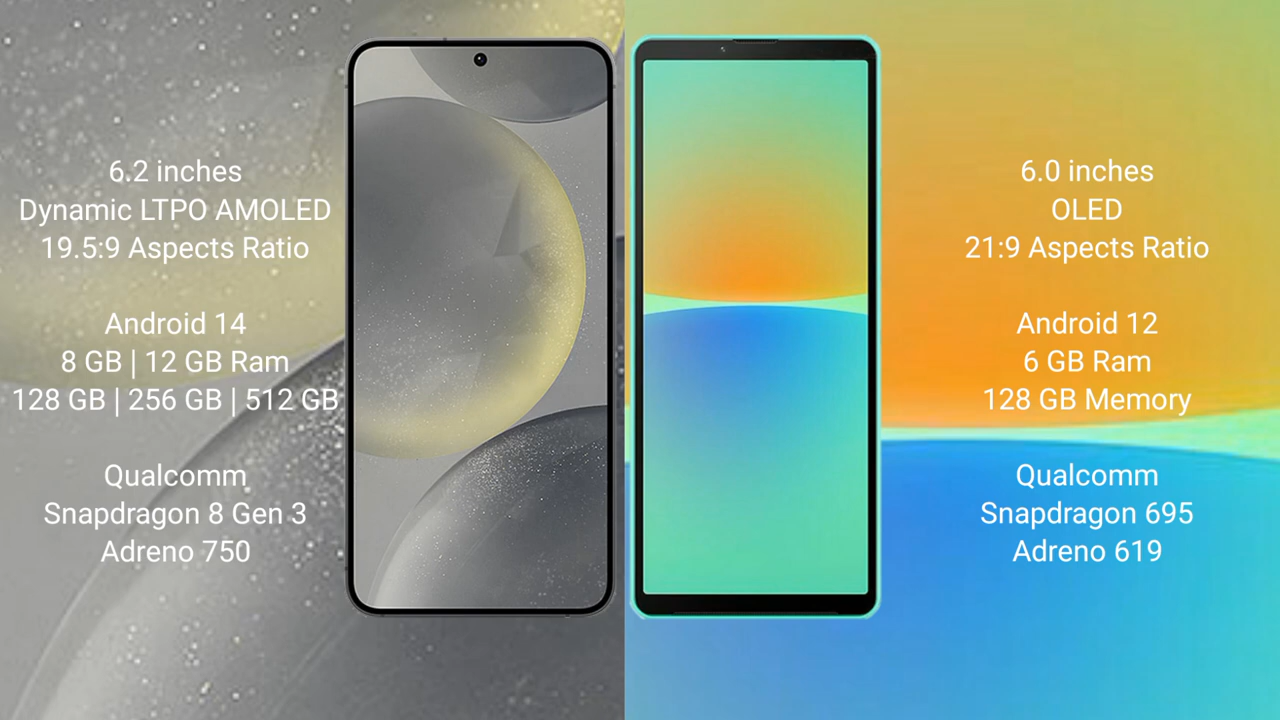 6.2 inches
Dynamic LTPO AMOLED
19.5:9 Aspects Ratio
Android 14
8 GB | 12 GB Ram
128 GB | 256 GB | 512 GB
Qualcomm
Snapdragon 8 Gen 3
Adreno 750
6.0 inches
OLED
21:9 Aspects Ratio
Android 12
6 GB Ram
128 GB Memory
Qualcomm
Snapdragon 695
Adreno 619